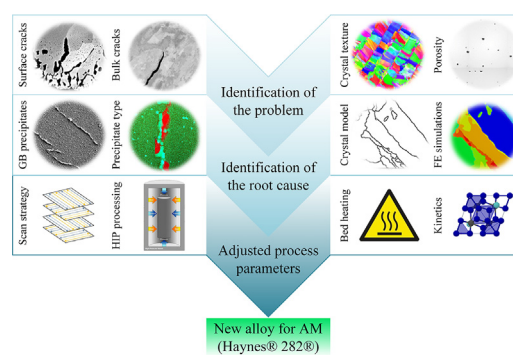 Surface cracks
Bulk cracks
Crystal texture
Porosity
Identification of
the problem
GB precipitates
Precipitate type
Crystal model
FE simulations
Identification of
the root cause
Scan strategy
HIP processing
Bed heating
Kinetics
Adjusted process
parameters
New alloy for AM
(Haynes® 282®)